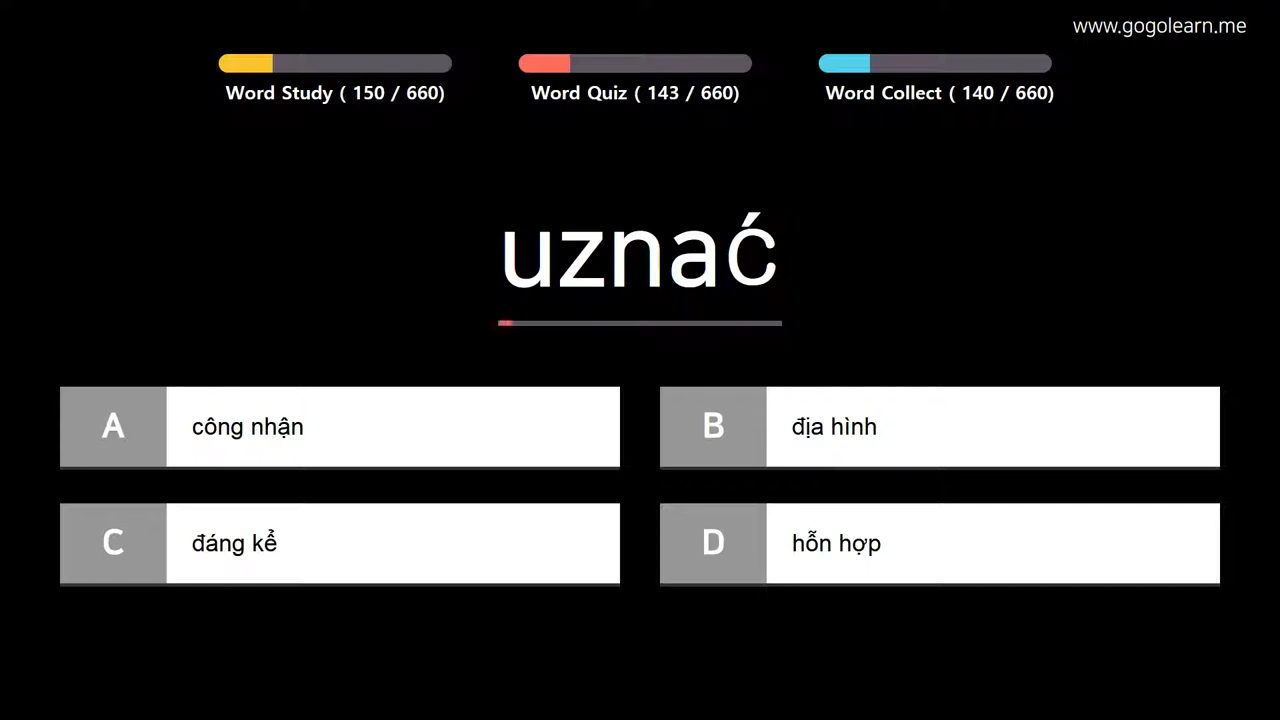 www.gogolearn.me
Word Study ( 150 / 660)
Word Quiz ( 143 / 660)
Word Collect ( 140 / 660)
uznać
A công nhận
B địa hình
C đáng kể
D hỗn hợp